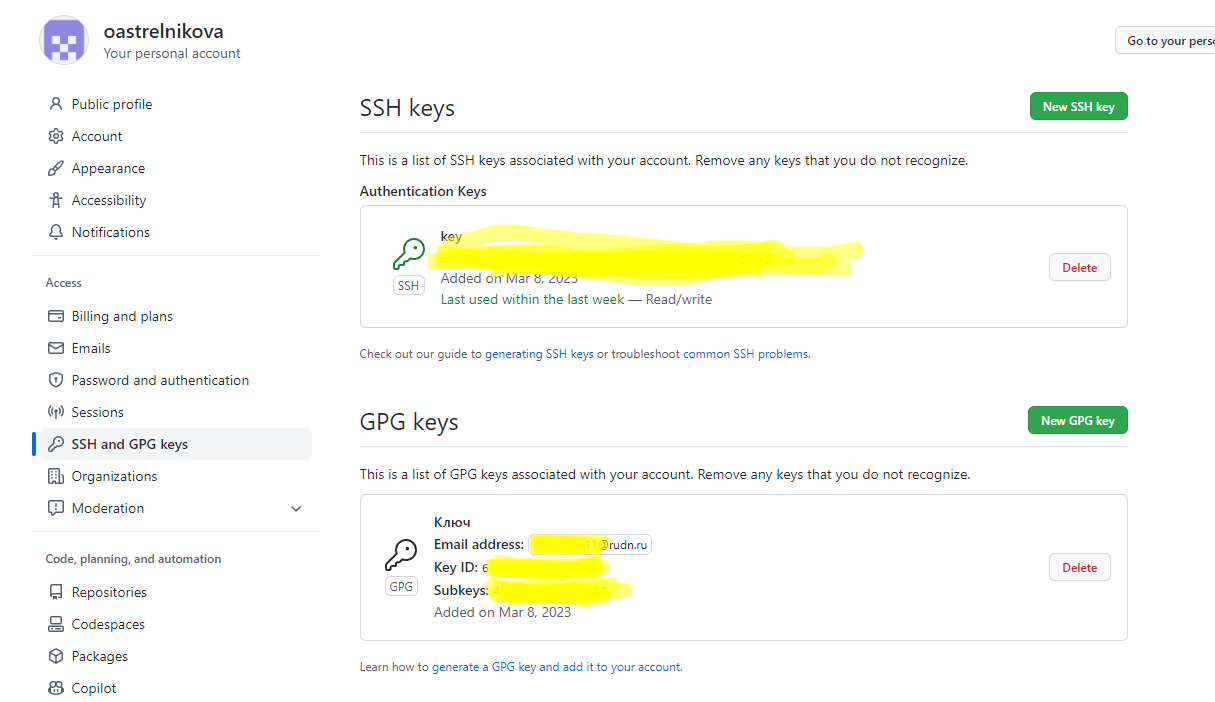 oastrelnikova
Your personal account
Go to your pers
Public profile
Account
Appearance
Accessibility
Notifications
Access
Billing and plans
Emails
Password and authentication
Sessions
SSH and GPG keys
Organizations
Moderation
Code, planning, and automation
Repositories
Codespaces
Packages
Copilot
SSH keys
New SSH key
This is a list of SSH keys associated with your account. Remove any keys that you do not recognize.
Authentication Keys
key
SSH
Added on Mar 8, 2023
Last used within the last week — Read/write
Delete
Check out our guide to generating SSH keys or troubleshoot common SSH problems.
GPG keys
New GPG key
This is a list of GPG keys associated with your account. Remove any keys that you do not recognize.
Ключ
Email address: @rudn.ru
Key ID: 6
Subkeys:
GPG
Added on Mar 8, 2023
Delete
Learn how to generate a GPG key and add it to your account.